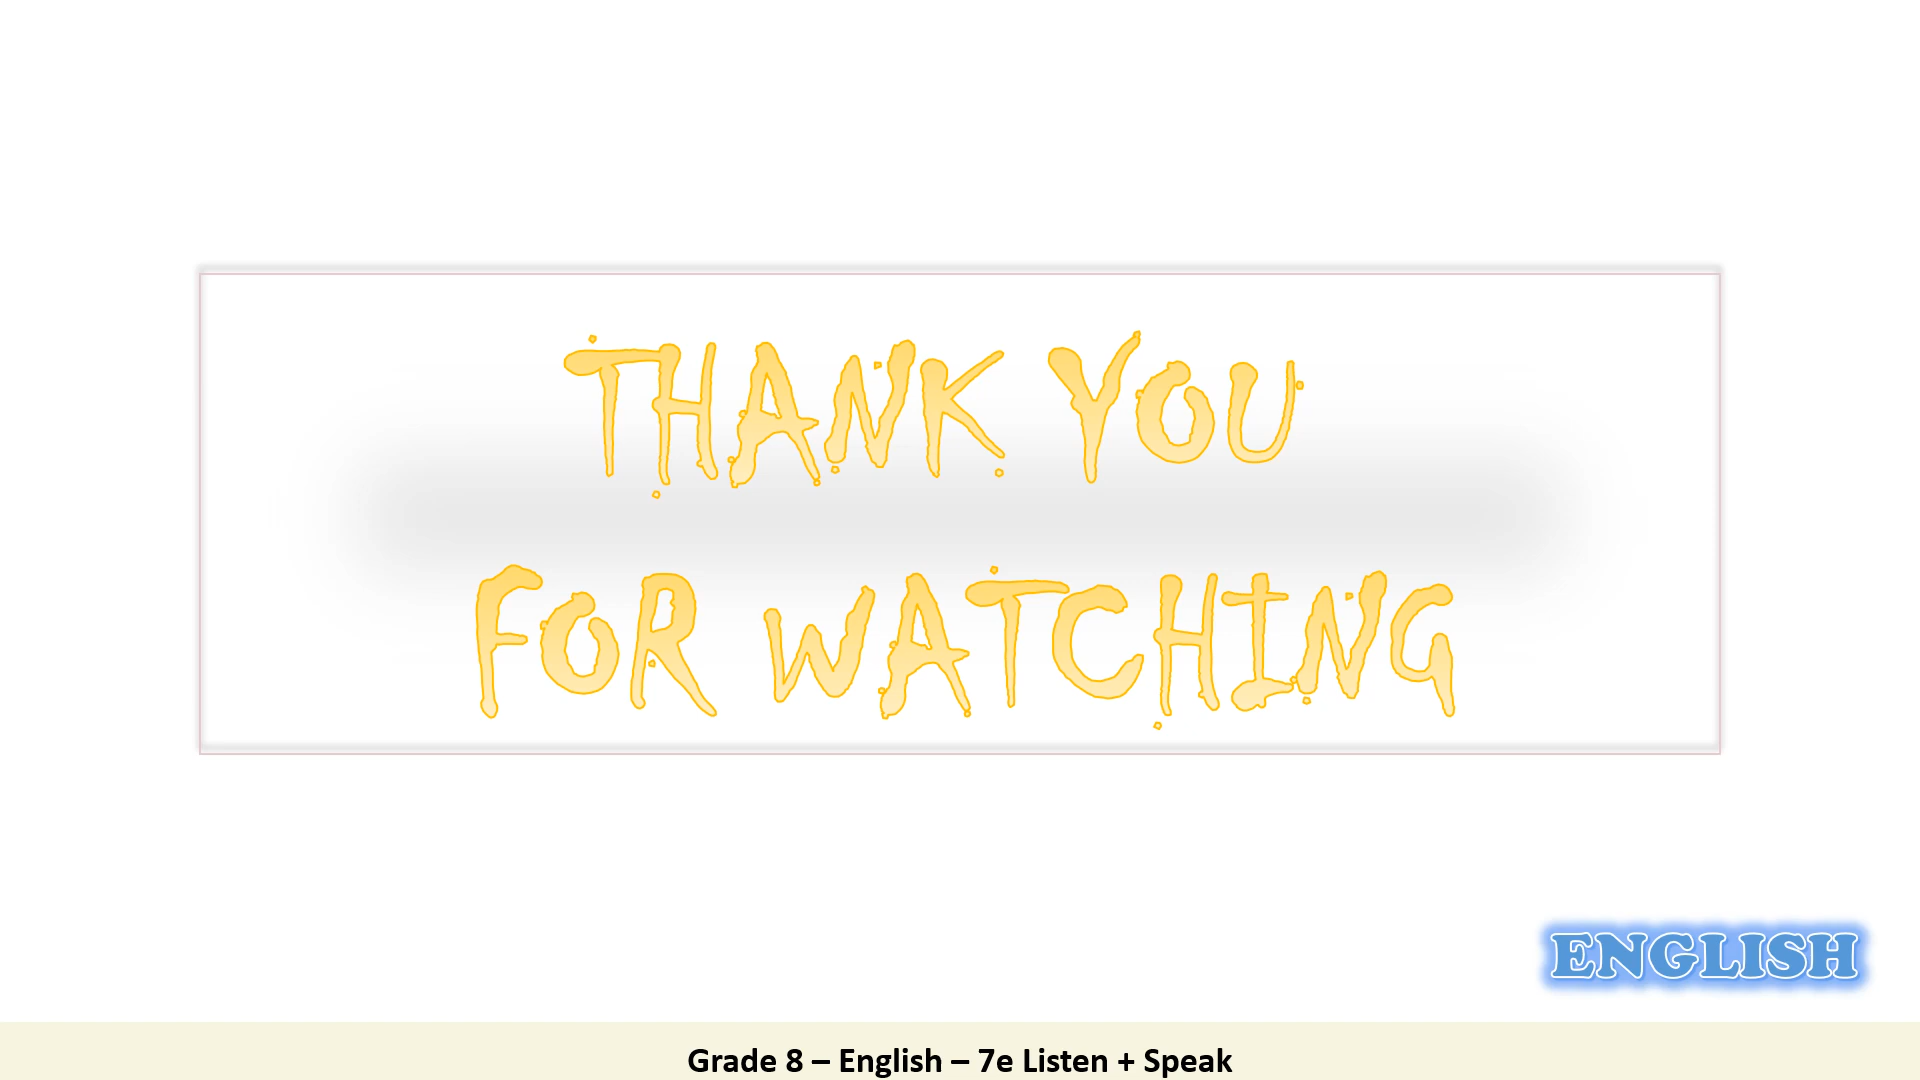 THANK YOU
FOR WATCHING
ENGLISH
Grade 8 – English – 7e Listen + Speak